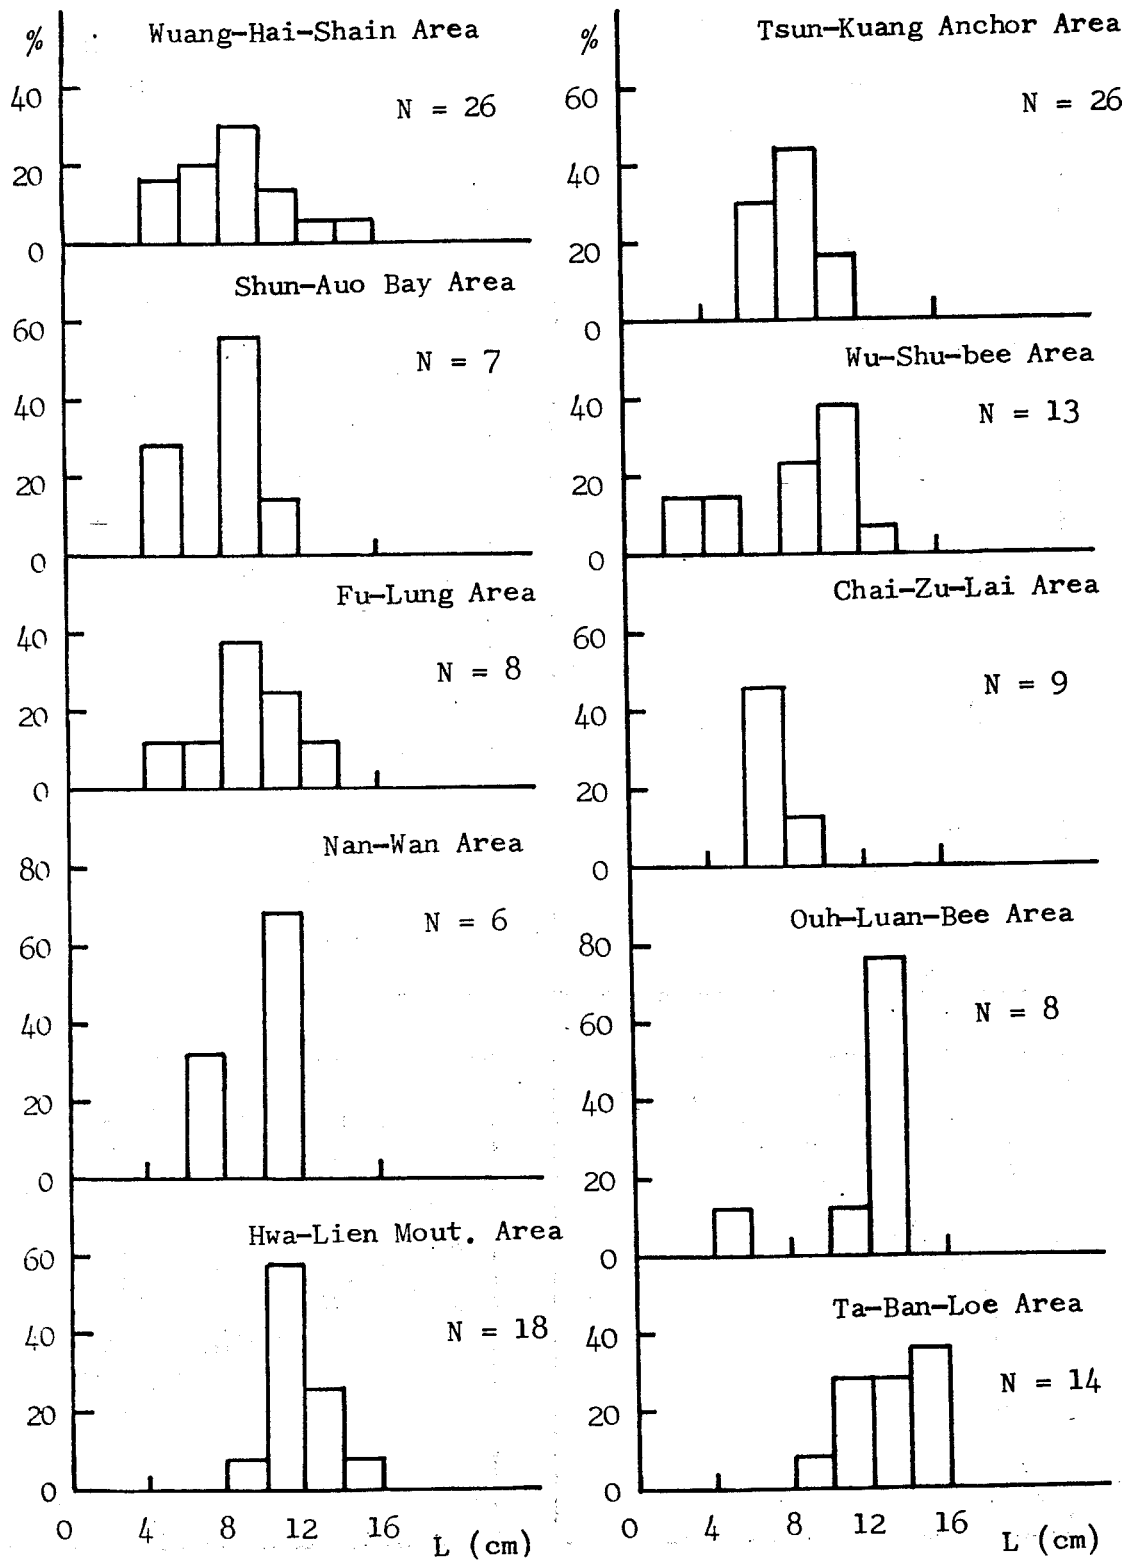 %
Wuang-Hai-Shain Area
N = 26
40
20
0
Shun-Auo Bay Area
60
N = 7
40
20
0
Fu-Lung Area
40
N = 8
20
0
Nan-Wan Area
80
N = 6
60
40
20
0
Hwa-Lien Mout. Area
60
N = 18
40
20
0
0 4 8 12 16
L (cm)
%
Tsun-Kuang Anchor Area
60
N = 26
40
20
0
Wu-Shu-bee Area
40
N = 13
20
0
Chai-Zu-Lai Area
60
N = 9
40
20
0
Ouh-Luan-Bee Area
80
N = 8
60
40
20
0
Ta-Ban-Loe Area
40
N = 14
20
0
0 4 8 12 16
L (cm)